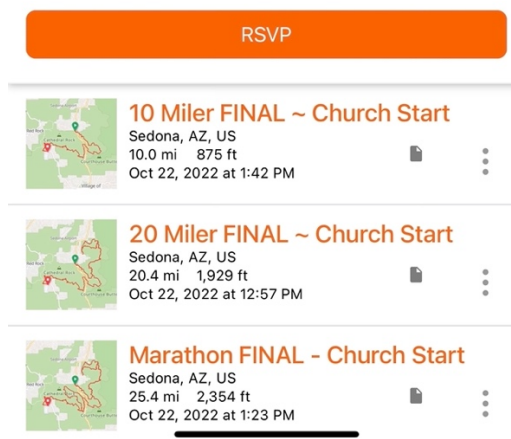 RSVP
10 Miler FINAL ~ Church Start
Sedona, AZ, US
10.0 mi 875 ft
Oct 22, 2022 at 1:42 PM
20 Miler FINAL ~ Church Start
Sedona, AZ, US
20.4 mi 1,929 ft
Oct 22, 2022 at 12:57 PM
Marathon FINAL - Church Start
Sedona, AZ, US
25.4 mi 2,354 ft
Oct 22, 2022 at 1:23 PM